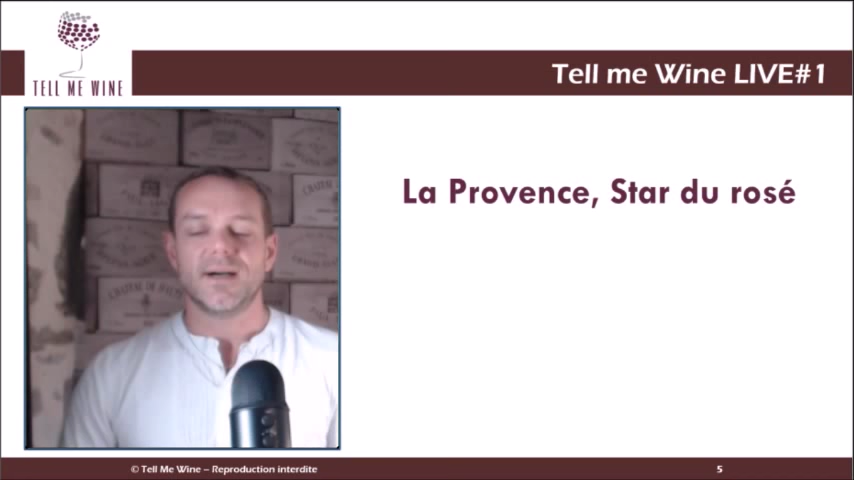 TELL ME WINE
Tell me Wine LIVE#1
La Provence, Star du rosé
© Tell Me Wine – Reproduction interdite
5